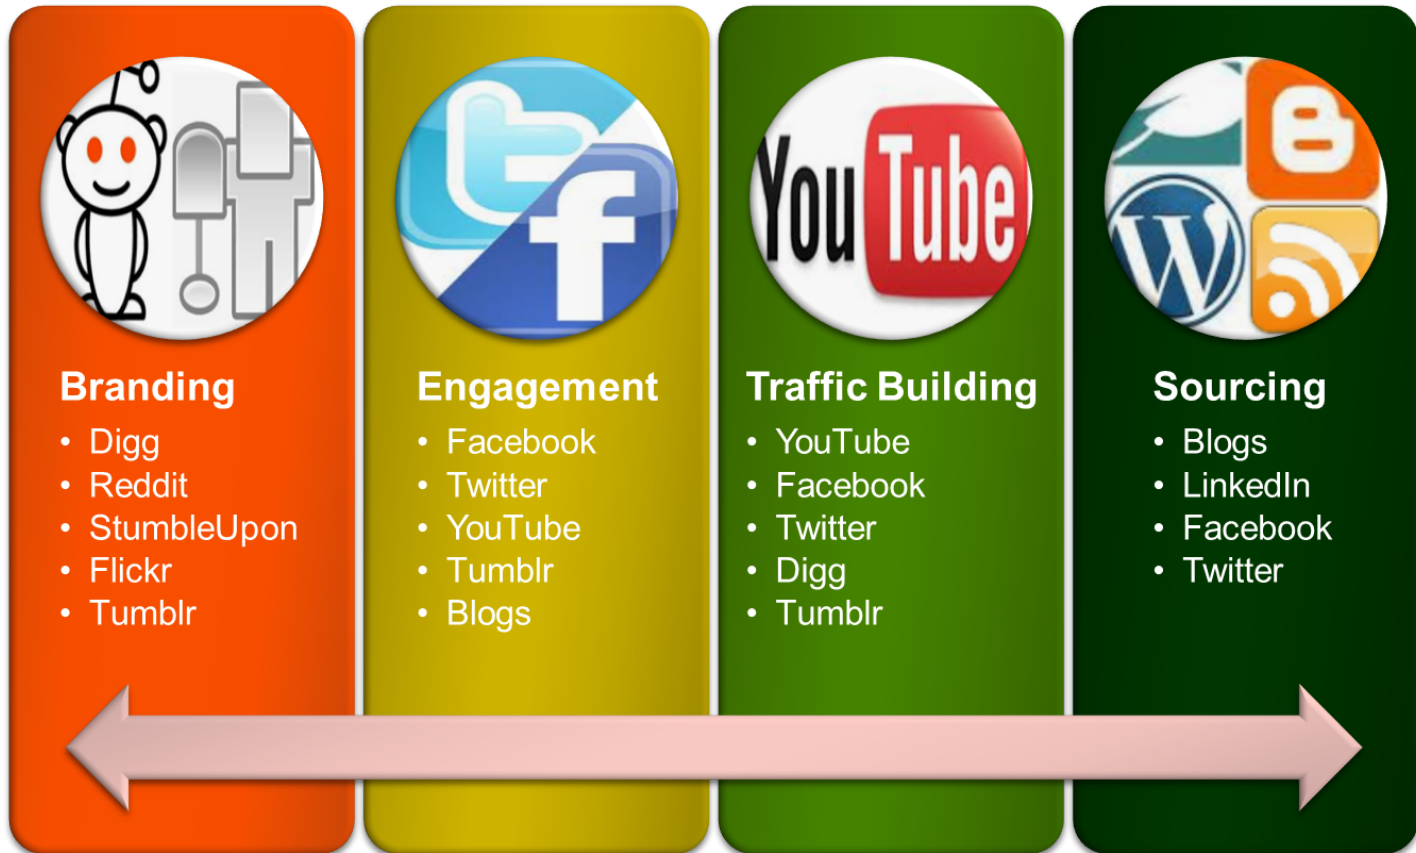 You Tube
Branding
• Digg
• Reddit
• StumbleUpon
• Flickr
• Tumblr
Engagement
• Facebook
• Twitter
• YouTube
• Tumblr
• Blogs
Traffic Building
• YouTube
• Facebook
• Twitter
• Digg
• Tumblr
Sourcing
• Blogs
• LinkedIn
• Facebook
• Twitter